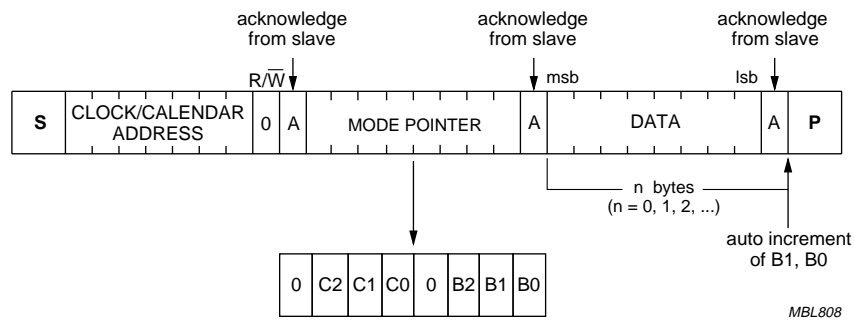 acknowledge from slave
acknowledge from slave
acknowledge from slave
R/W̅
msb
lsb
S
CLOCK/CALENDAR ADDRESS
0
A
MODE POINTER
A
DATA
A
P
n bytes
(n = 0, 1, 2, ...)
auto increment
of B1, B0
0 C2 C1 C0 0 B2 B1 B0
MBL808